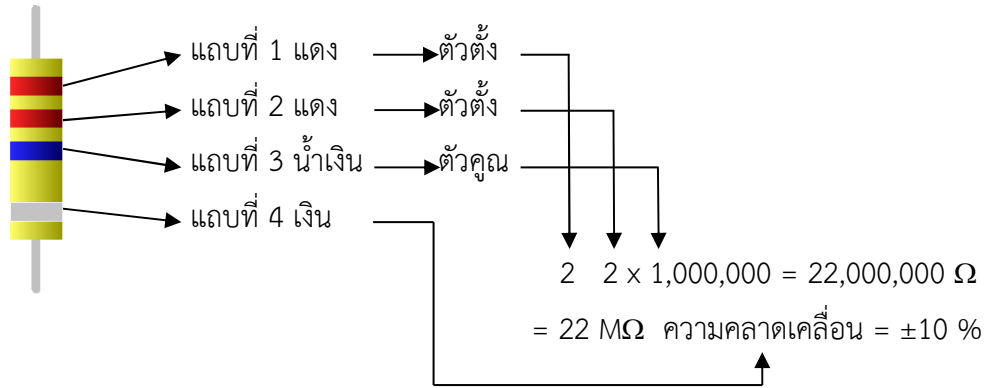 แถบที่ 1 แดง ตัวตั้ง
แถบที่ 2 แดง ตัวตั้ง
แถบที่ 3 น้ำเงิน ตัวคูณ
แถบที่ 4 เงิน
2 2 x 1,000,000 = 22,000,000 Ω
= 22 MΩ ความคลาดเคลื่อน = ±10 %